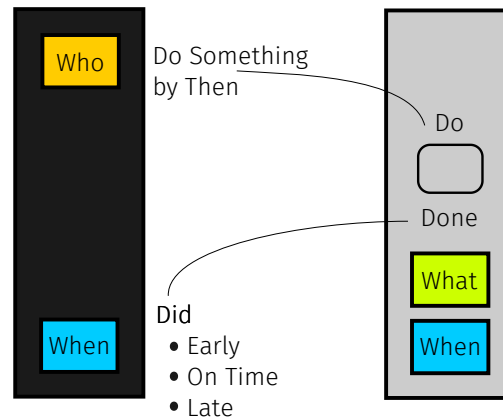 Who
Do Something
by Then
Do
Done
What
When
When
Did
• Early
• On Time
• Late